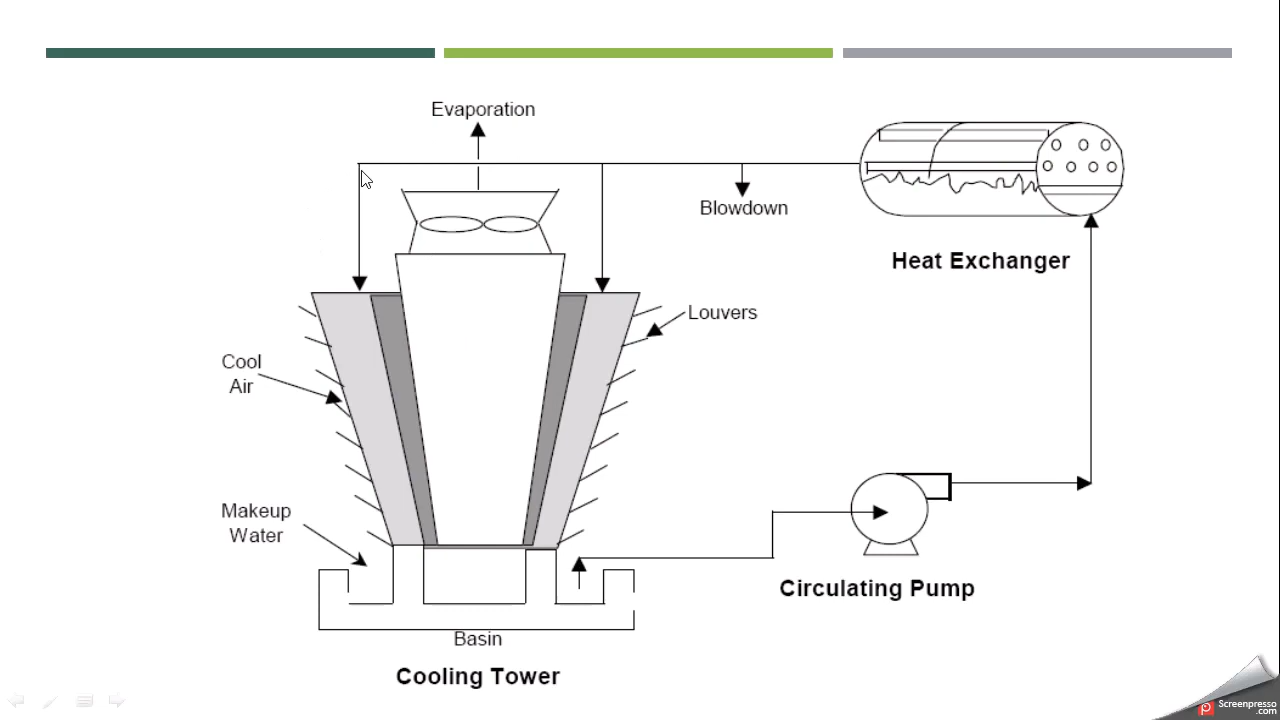 Evaporation
Blowdown
Heat Exchanger
Louvers
Cool
Air
Makeup
Water
Circulating Pump
Basin
Cooling Tower
Screenpresso
.com